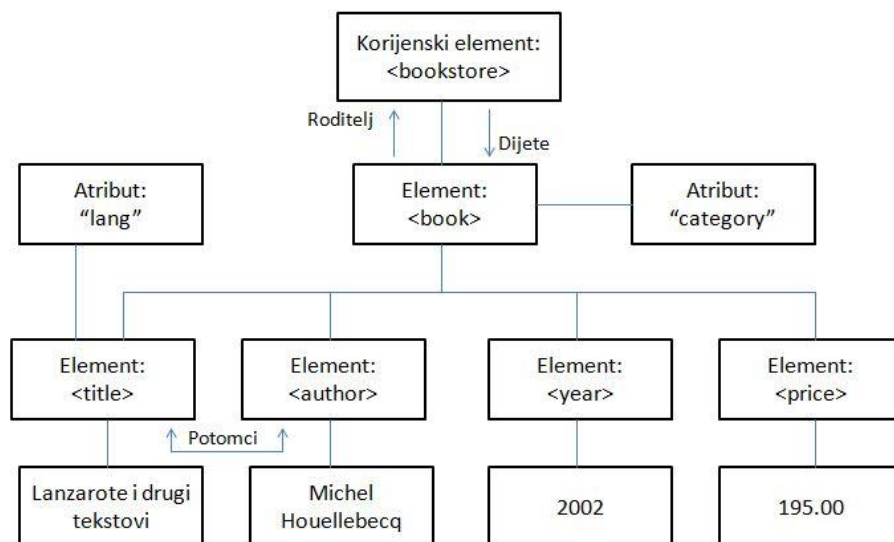 Korijenski element:
<bookstore>
Roditelj
Dijete
Atribut:
“lang”
Element:
<book>
Atribut:
“category”
Element:
<title>
Element:
<author>
Element:
<year>
Element:
<price>
Potomci
Lanzarote i drugi
tekstovi
Michel
Houellebecq
2002
195.00